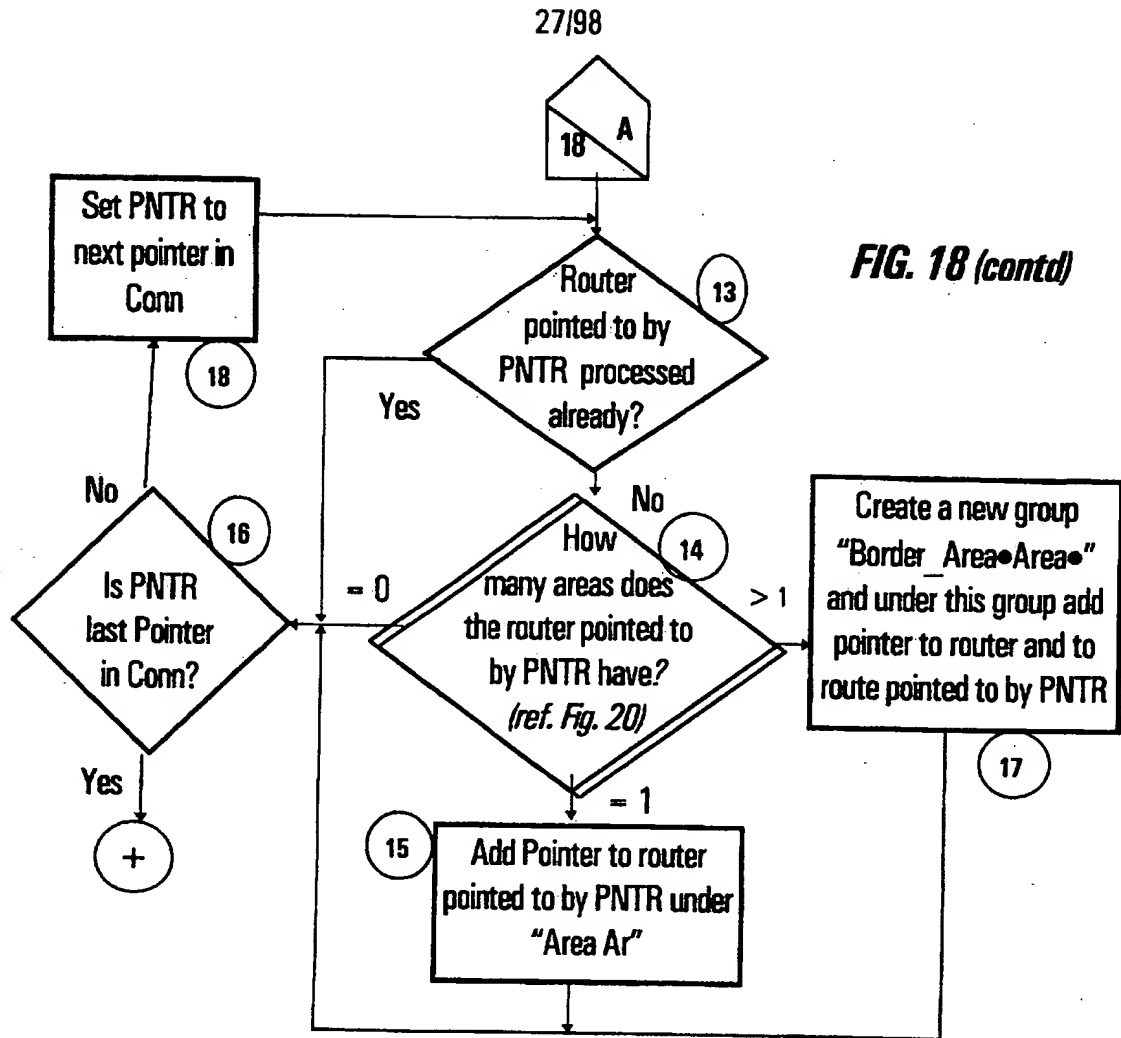 27/98
18 A
Set PNTR to
next pointer in
Conn
18
FIG. 18 (contd)
Router
pointed to by
PNTR processed
already?
13
Yes
No
No
16
Is PNTR
last Pointer
in Conn?
= 0
How
many areas does
the router pointed to
by PNTR have?
(ref. Fig. 20)
14
> 1
Create a new group
“Border_Area•Area•”
and under this group add
pointer to router and to
route pointed to by PNTR
17
Yes
+
= 1
15
Add Pointer to router
pointed to by PNTR under
“Area Ar”